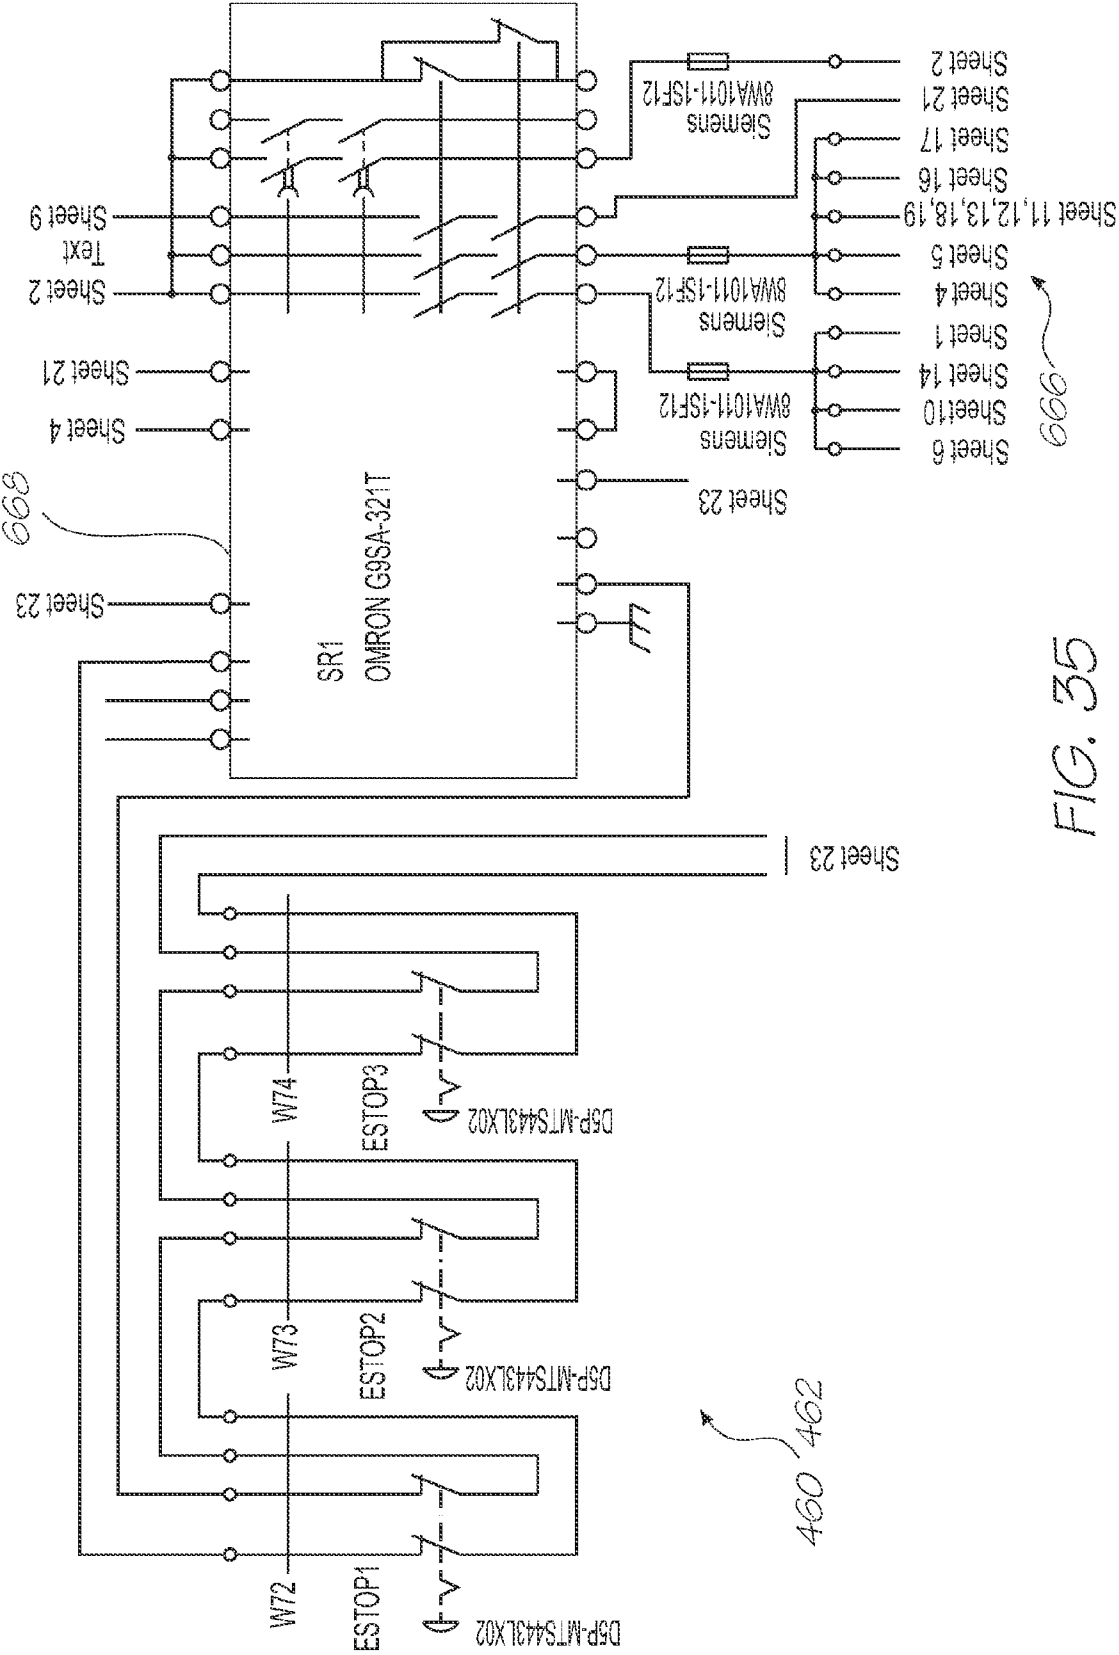 Sheet 2
Sheet 21
Sheet 17
Sheet 16
Sheet 11,12,13,18,19
Sheet 5
Sheet 4
Sheet 1
Sheet 14
Sheet10
Sheet 6
8WA1011-1SF12
Siemens
8WA1011-1SF12
Siemens
8WA1011-1SF12
Siemens
Sheet 9
Text
Sheet 2
Sheet 21
Sheet 4
Sheet 23
Sheet 23
668
666
SR1
OMRON G9SA-321T
Sheet 23
W74
ESTOP3
D5P-MTS443LX02
W73
ESTOP2
D5P-MTS443LX02
W72
ESTOP1
D5P-MTS443LX02
460, 462
FIG. 35